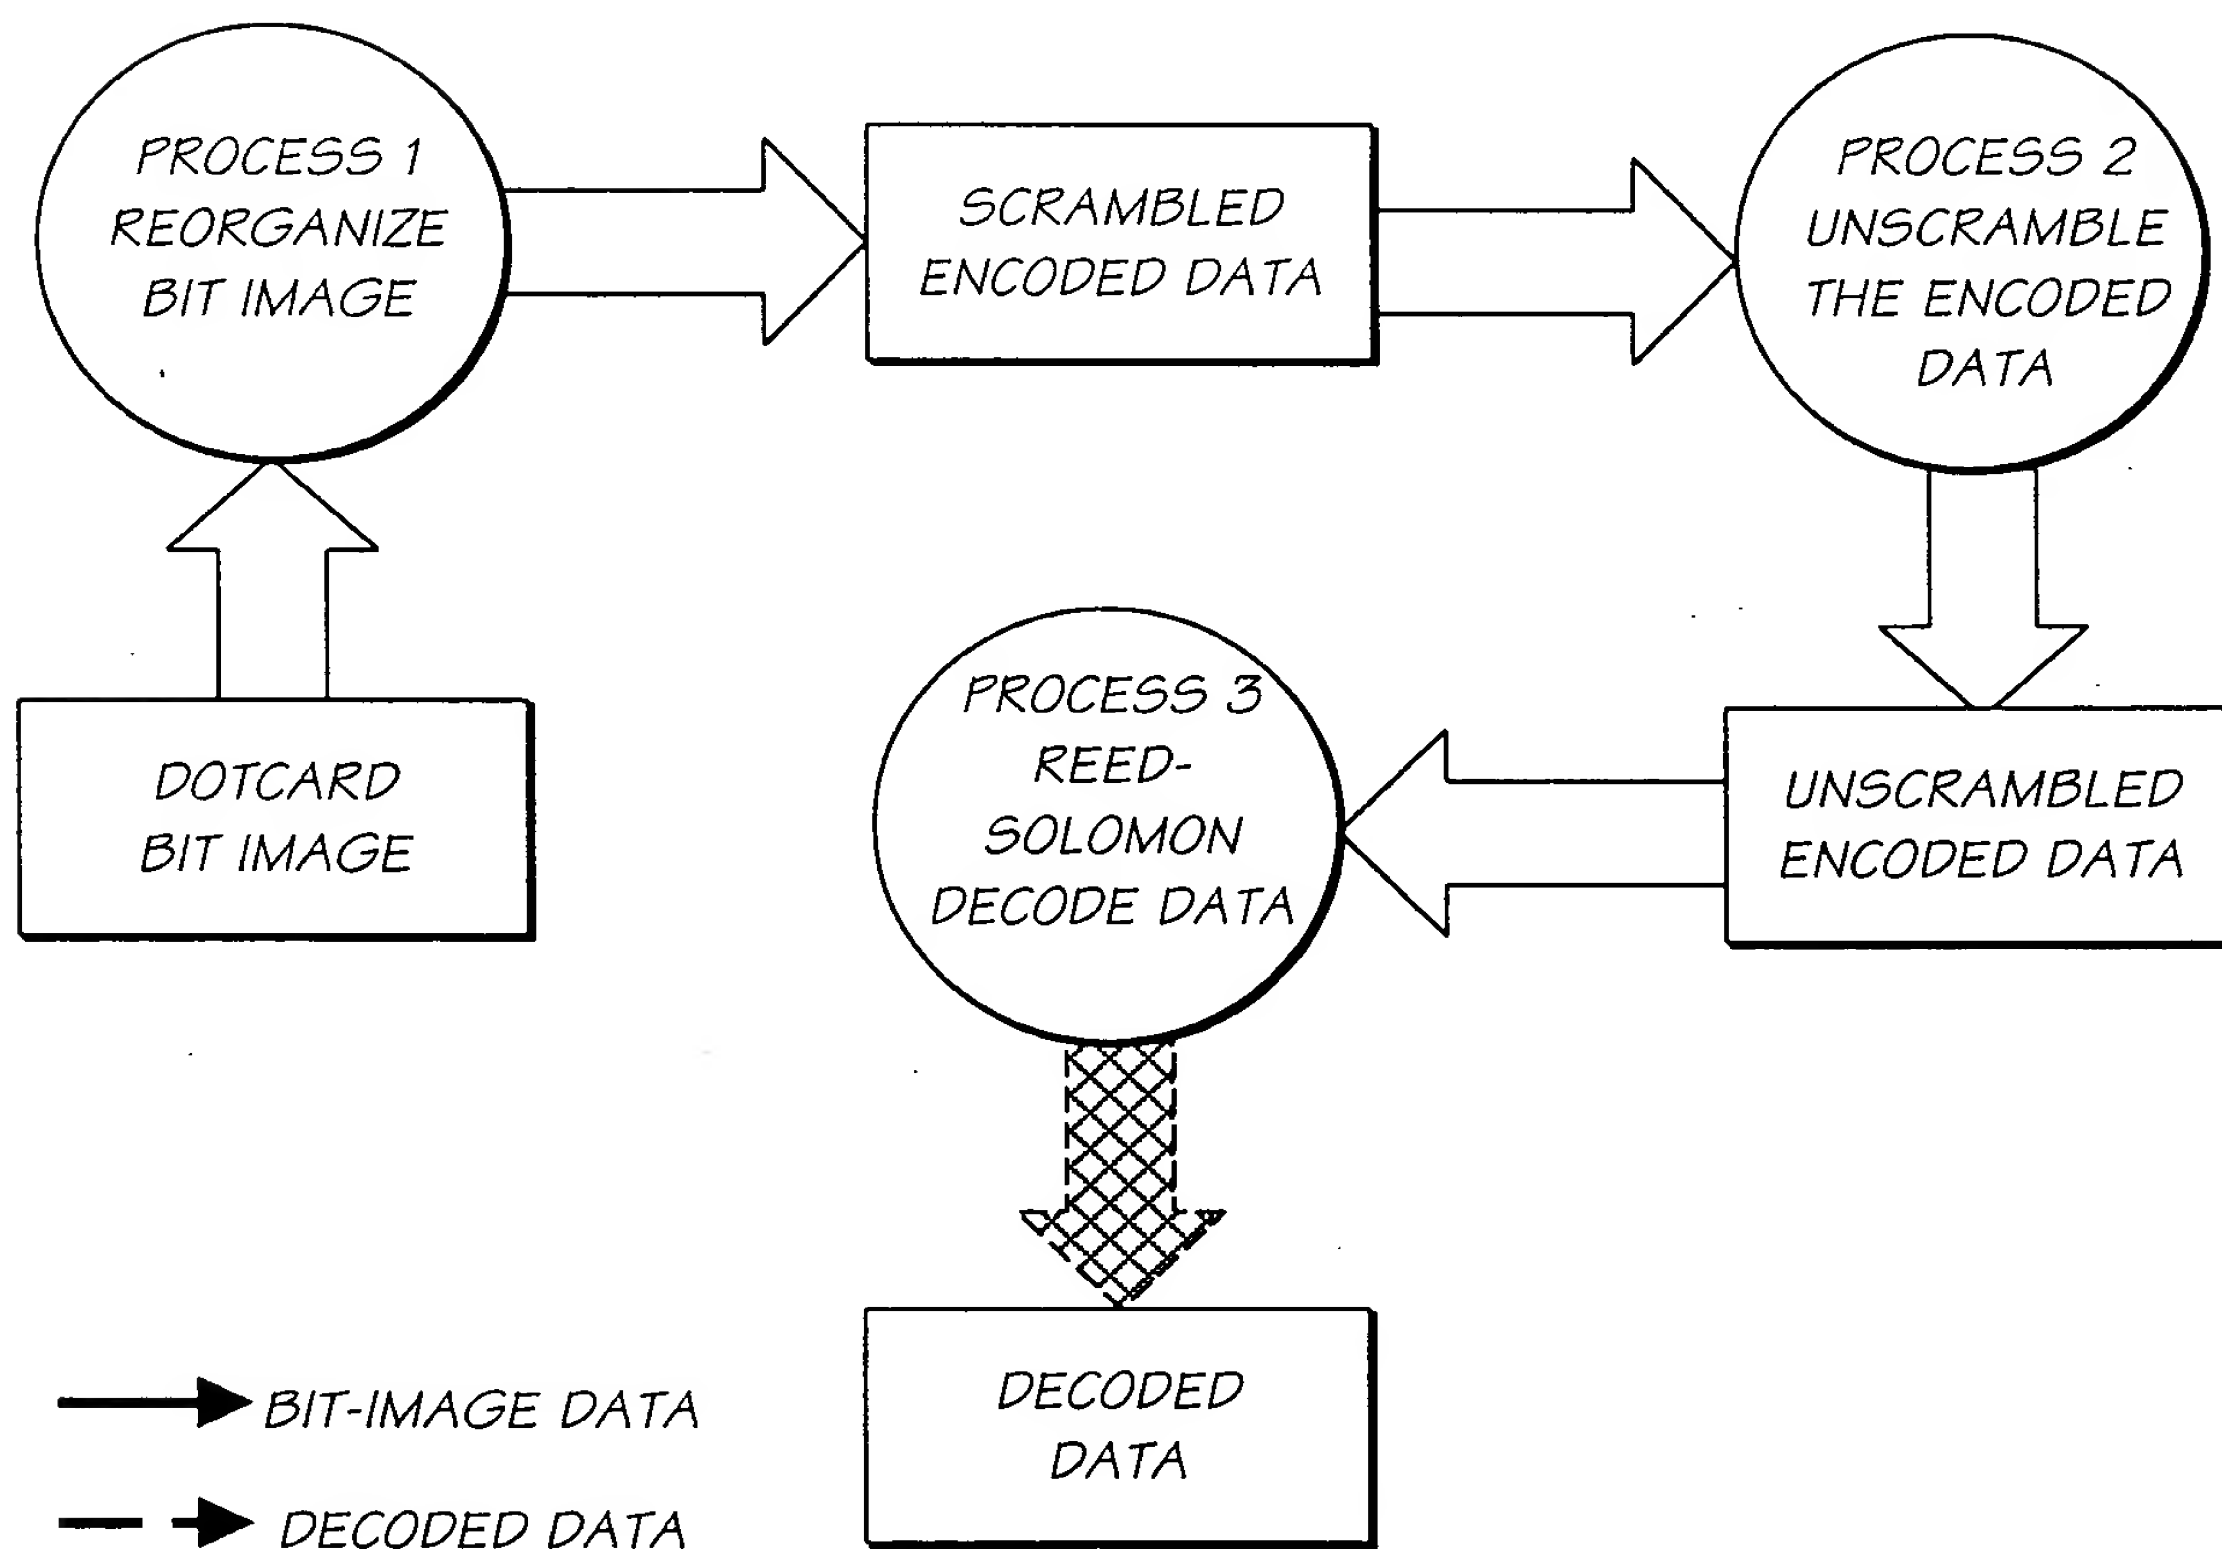 PROCESS 1
REORGANIZE
BIT IMAGE
SCRAMBLED
ENCODED DATA
PROCESS 2
UNSCRAMBLE
THE ENCODED
DATA
DOTCARD
BIT IMAGE
PROCESS 3
REED-
SOLOMON
DECODE DATA
UNSCRAMBLED
ENCODED DATA
DECODED
DATA
BIT-IMAGE DATA
DECODED DATA